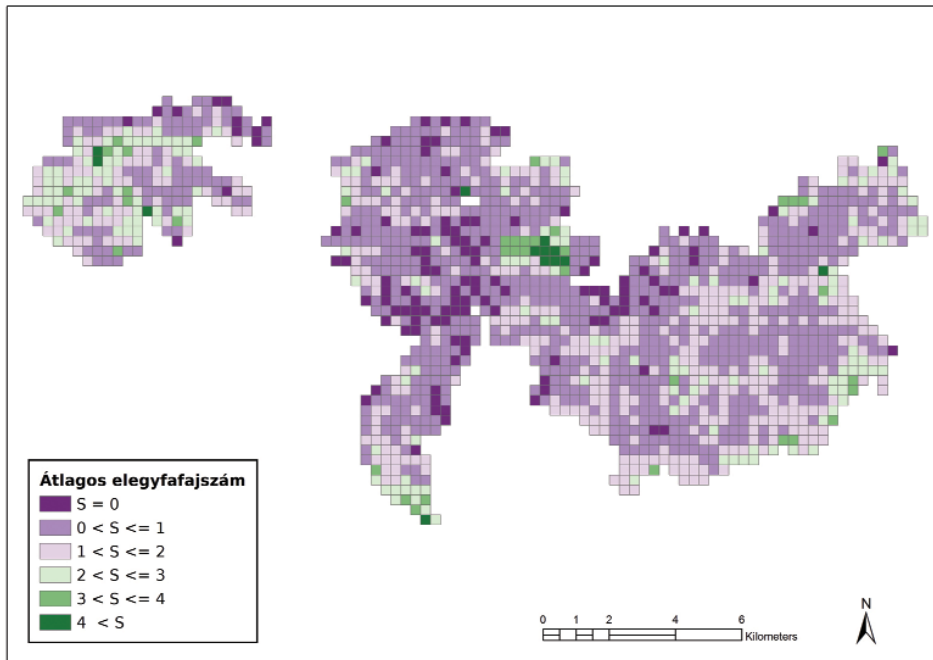 Átlagos elegyfafajszám
S = 0
0 < S <= 1
1 < S <= 2
2 < S <= 3
3 < S <= 4
4 < S
0 1 2 4 6
Kilometers
N